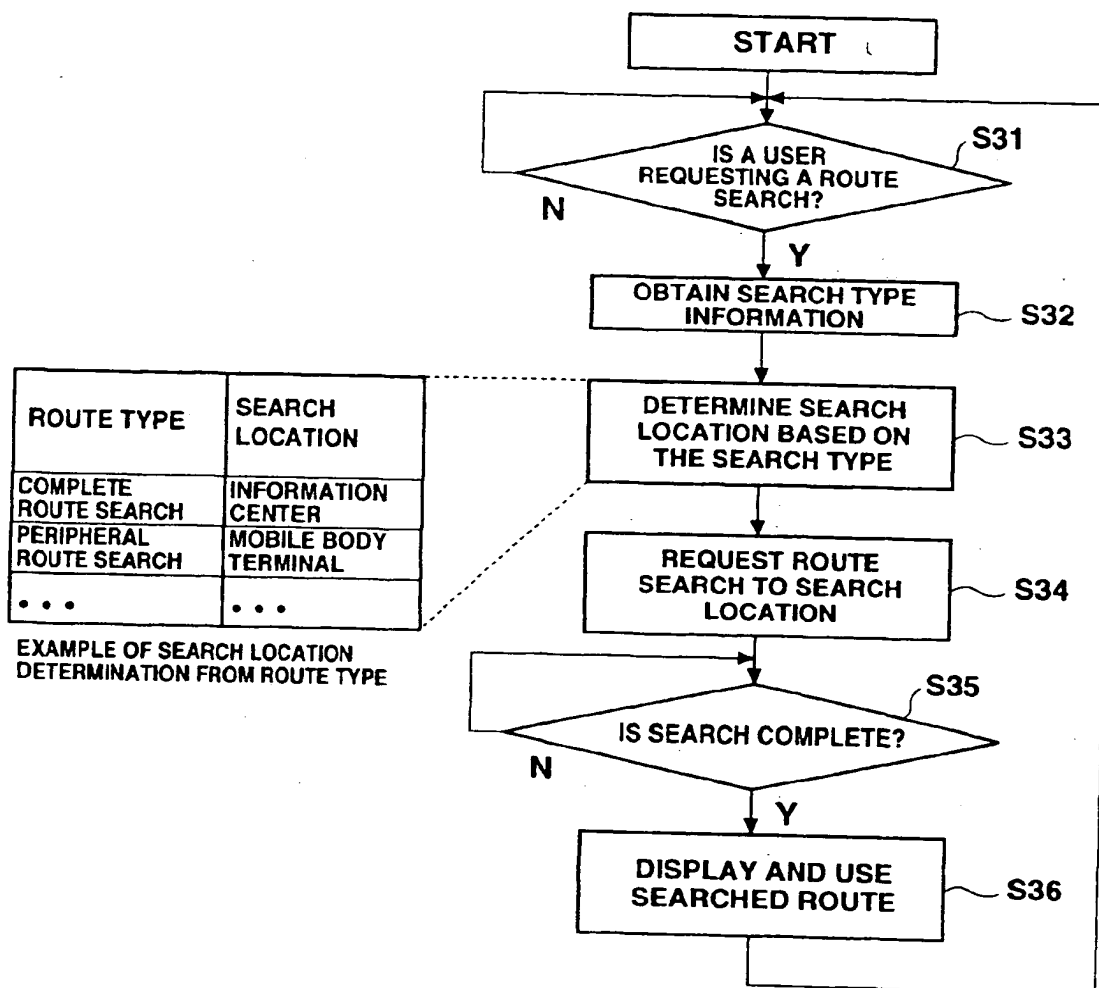 START
S31
IS A USER
REQUESTING A ROUTE
SEARCH?
N
Y
OBTAIN SEARCH TYPE
INFORMATION
S32
ROUTE TYPE
SEARCH
LOCATION
COMPLETE
ROUTE SEARCH
INFORMATION
CENTER
PERIPHERAL
ROUTE SEARCH
MOBILE BODY
TERMINAL
• • •
• • •
EXAMPLE OF SEARCH LOCATION
DETERMINATION FROM ROUTE TYPE
DETERMINE SEARCH
LOCATION BASED ON
THE SEARCH TYPE
S33
REQUEST ROUTE
SEARCH TO SEARCH
LOCATION
S34
S35
IS SEARCH COMPLETE?
N
Y
DISPLAY AND USE
SEARCHED ROUTE
S36